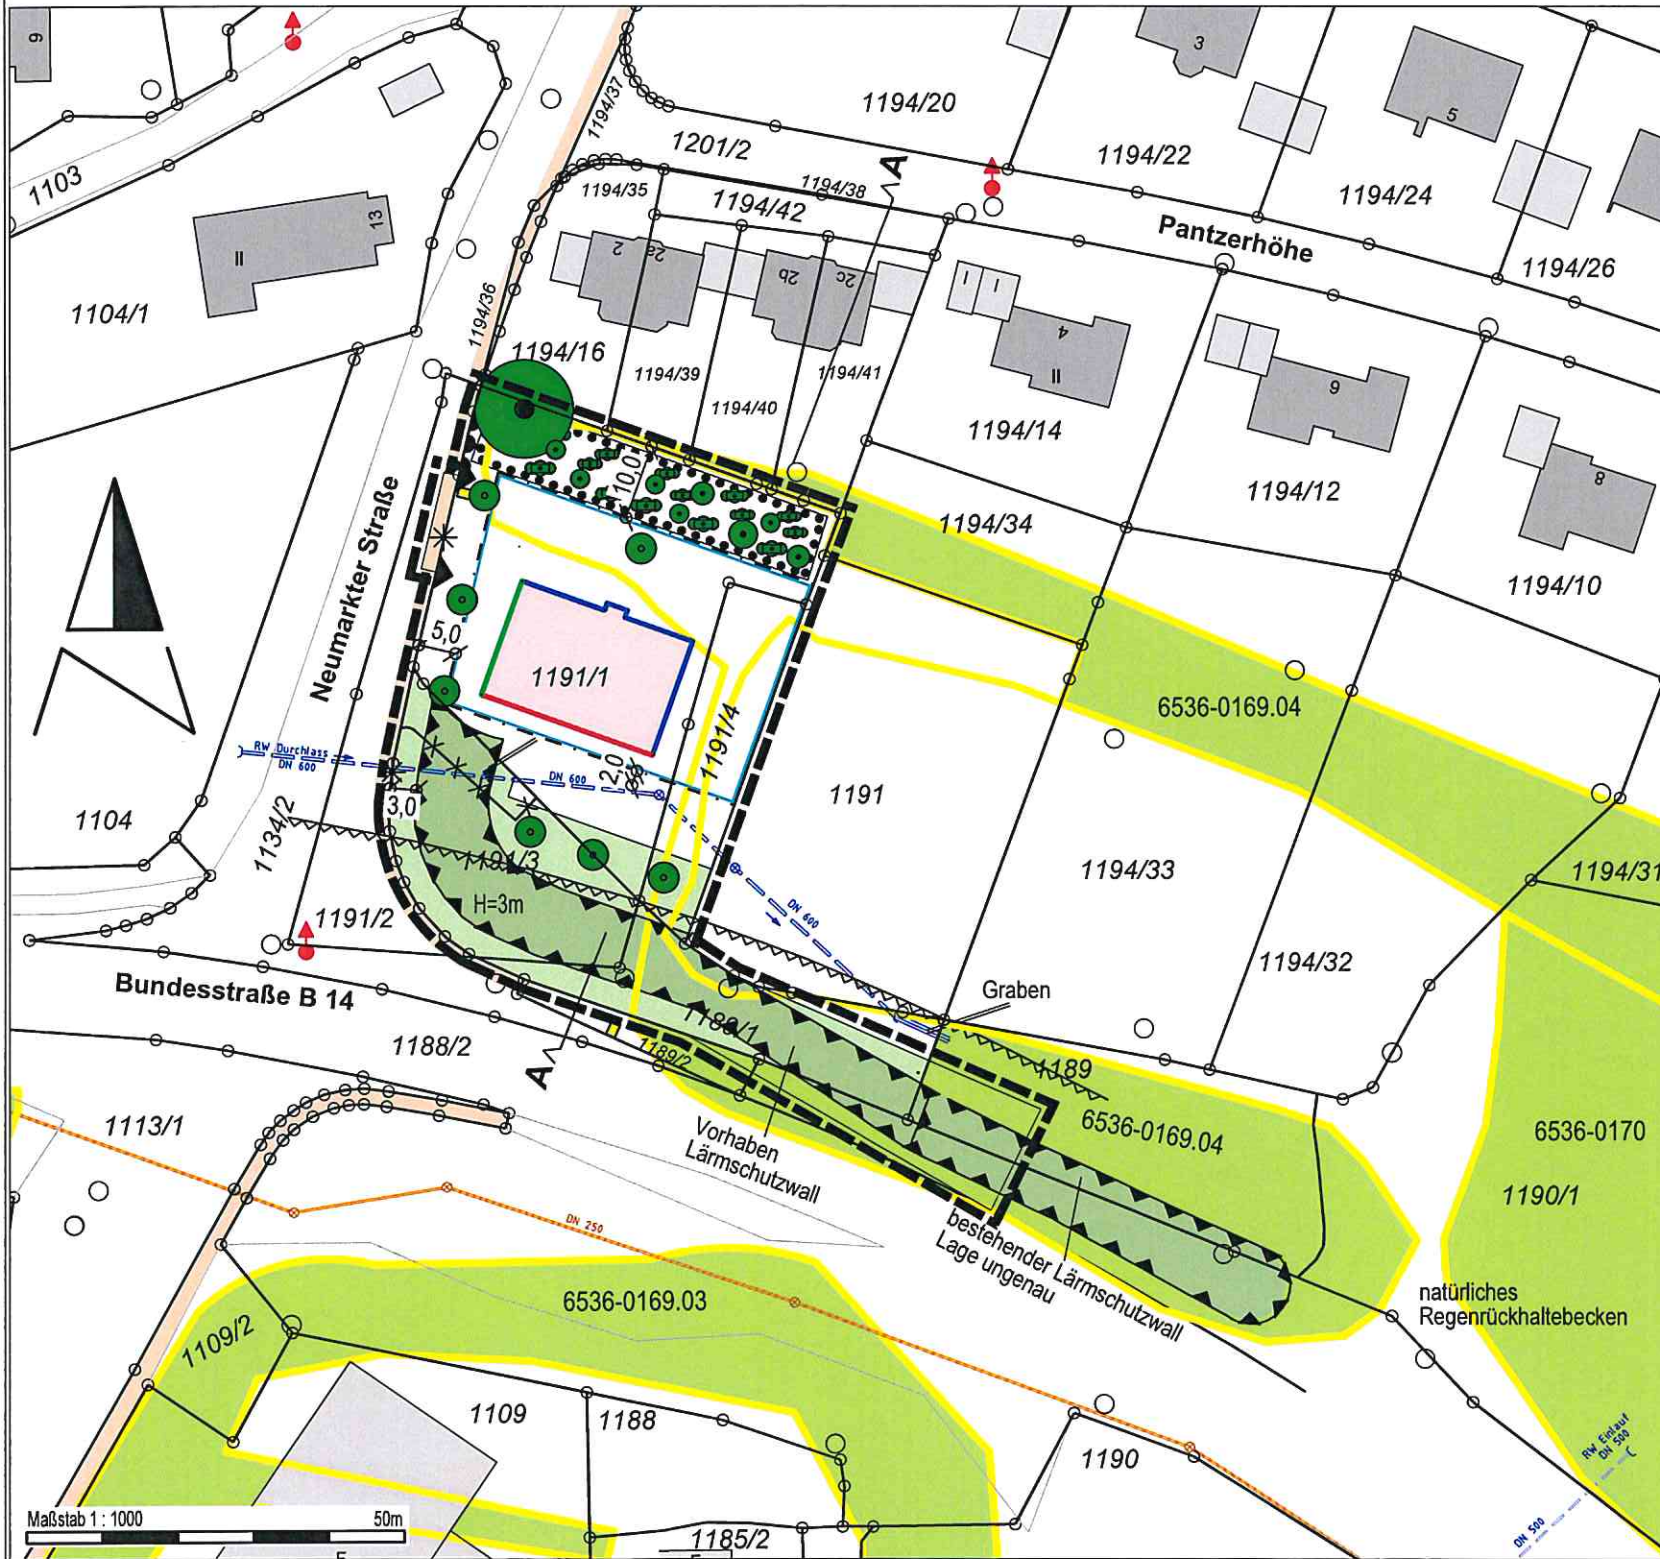 9
3
5
1194/37
1194/20
1201/2
1194/22
A
1103
1194/35
1194/38
1194/24
1194/42
13
II
Pantzerhöhe
2
2a
2b
2c
1194/26
I
I
1104/1
1194/36
4
1194/16
II
1194/39
1194/41
6
1194/40
1194/14
1194/12
8
10,0
Neumarkter Straße
1194/34
1194/10
5,0
1191/1
6536-0169.04
1191/4
RW Durchlass
DN 600
DN 600
2,0
1191
3,0
1104
1134/2
1191/3
1194/33
1194/31
H=3m
DN 600
1191/2
1194/32
Bundesstraße B 14
Graben
1188/2
1189/1
1189/2
A
1189
1113/1
6536-0169.04
6536-0170
Vorhaben
Lärmschutzwall
1190/1
DN 250
bestehender Lärmschutzwall
Lage ungenau
6536-0169.03
natürliches
Regenrückhaltebecken
1109/2
1109
1188
1190
RW Einlauf
DN 500
Maßstab 1 : 1000
50m
1185/2
DN 500